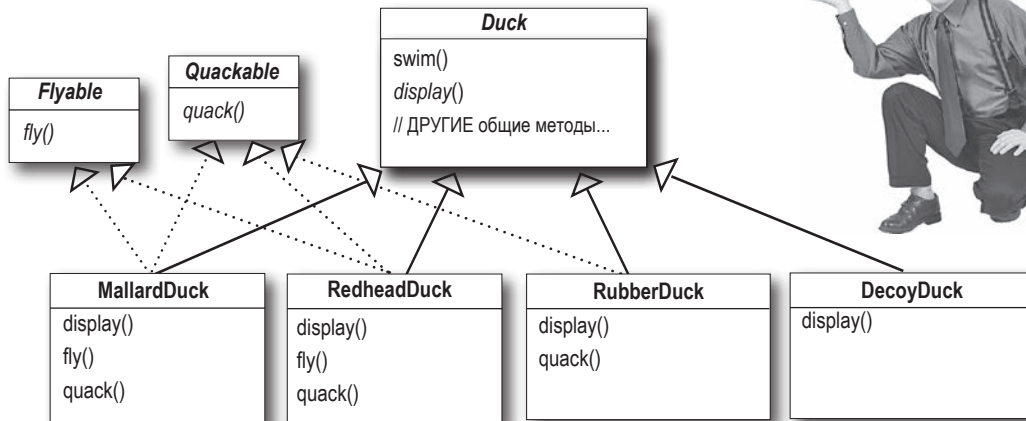 Duck
swim()
display()
// ДРУГИЕ общие методы...
Quackable
quack()
Flyable
fly()
MallardDuck
display()
fly()
quack()
RedheadDuck
display()
fly()
quack()
RubberDuck
display()
quack()
DecoyDuck
display()